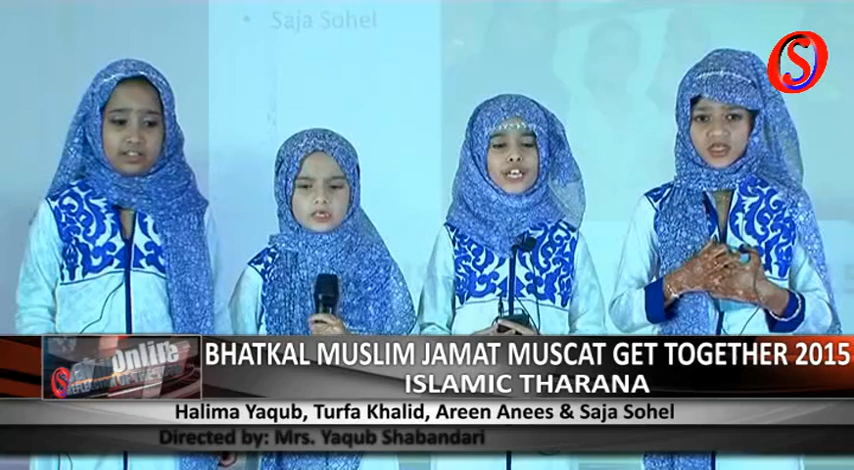 Saja Sohel
S
Online
BHATKAL MUSLIM JAMAT MUSCAT GET TOGETHER 2015
ISLAMIC THARANA
Halima Yaqub, Turfa Khalid, Areen Anees & Saja Sohel
Directed by: Mrs. Yaqub Shabandari